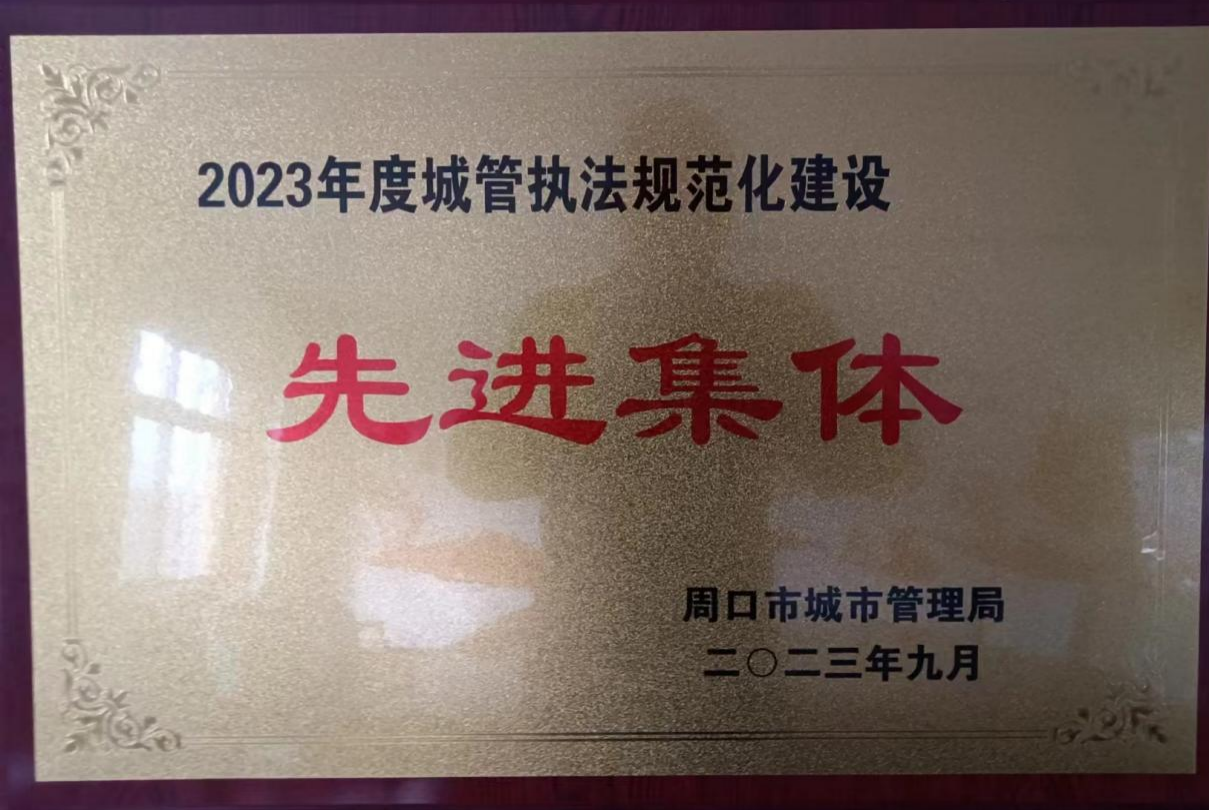 2023年度城管执法规范化建设
先进集体
周口市城市管理局
二〇二三年九月